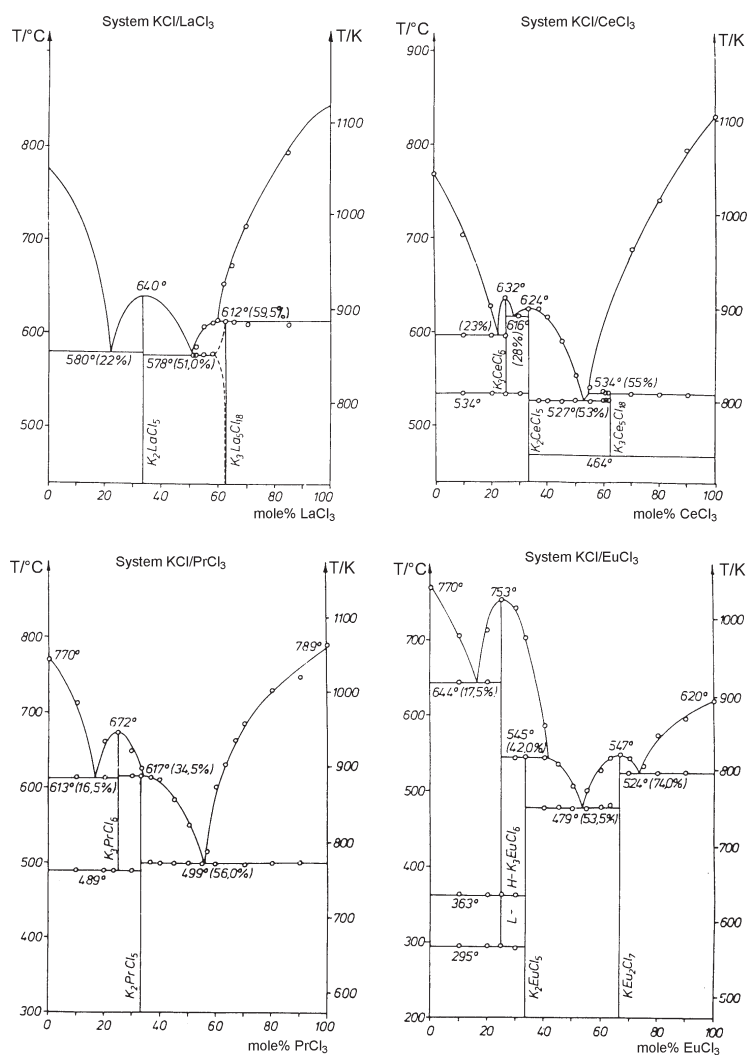 System KCl/LaCl3
T/°C
T/K
800
700
600
500
1100
1000
900
800
640°
612° (59,5%)
580° (22%)
578° (51,0%)
K2LaCl5
K3La5Cl18
0 20 40 60 80 100
mole% LaCl3
System KCl/CeCl3
T/°C
T/K
900
800
700
600
500
1100
1000
900
800
632°
624°
(23%)
616°
(28%)
K3CeCl6
534°
534° (55%)
527° (53%)
464°
K2CeCl5
K3Ce5Cl18
0 20 40 60 80 100
mole% CeCl3
System KCl/PrCl3
T/°C
T/K
800
700
600
500
400
300
1100
1000
900
800
700
600
770°
789°
672°
617° (34,5%)
613° (16,5%)
K3PrCl6
489°
499° (56,0%)
K2PrCl5
0 20 40 60 80 100
mole% PrCl3
System KCl/EuCl3
T/°C
T/K
700
600
500
400
300
200
1000
900
800
700
600
500
770°
753°
644° (17,5%)
620°
545°
(42,0%)
547°
524° (74,0%)
479° (53,5%)
L- H-K3EuCl6
363°
295°
K2EuCl5
KEu2Cl7
0 20 40 60 80 100
mole% EuCl3